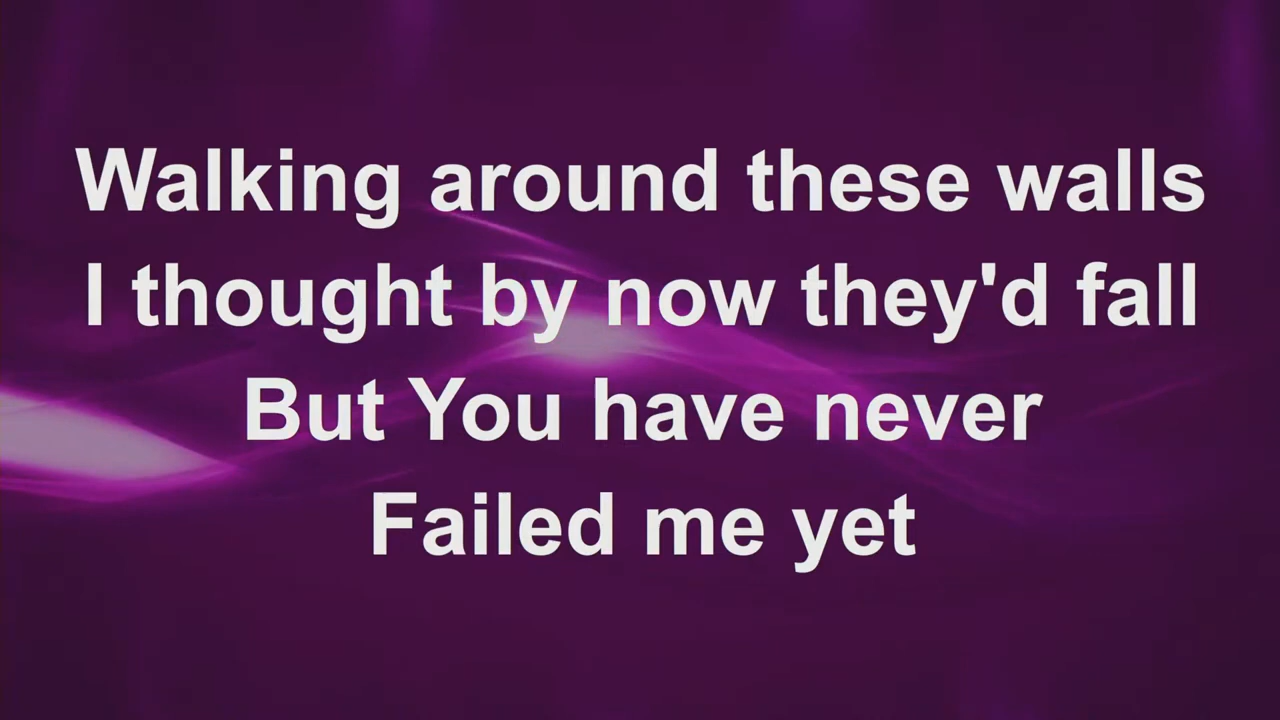 Walking around these walls
I thought by now they'd fall
But You have never
Failed me yet